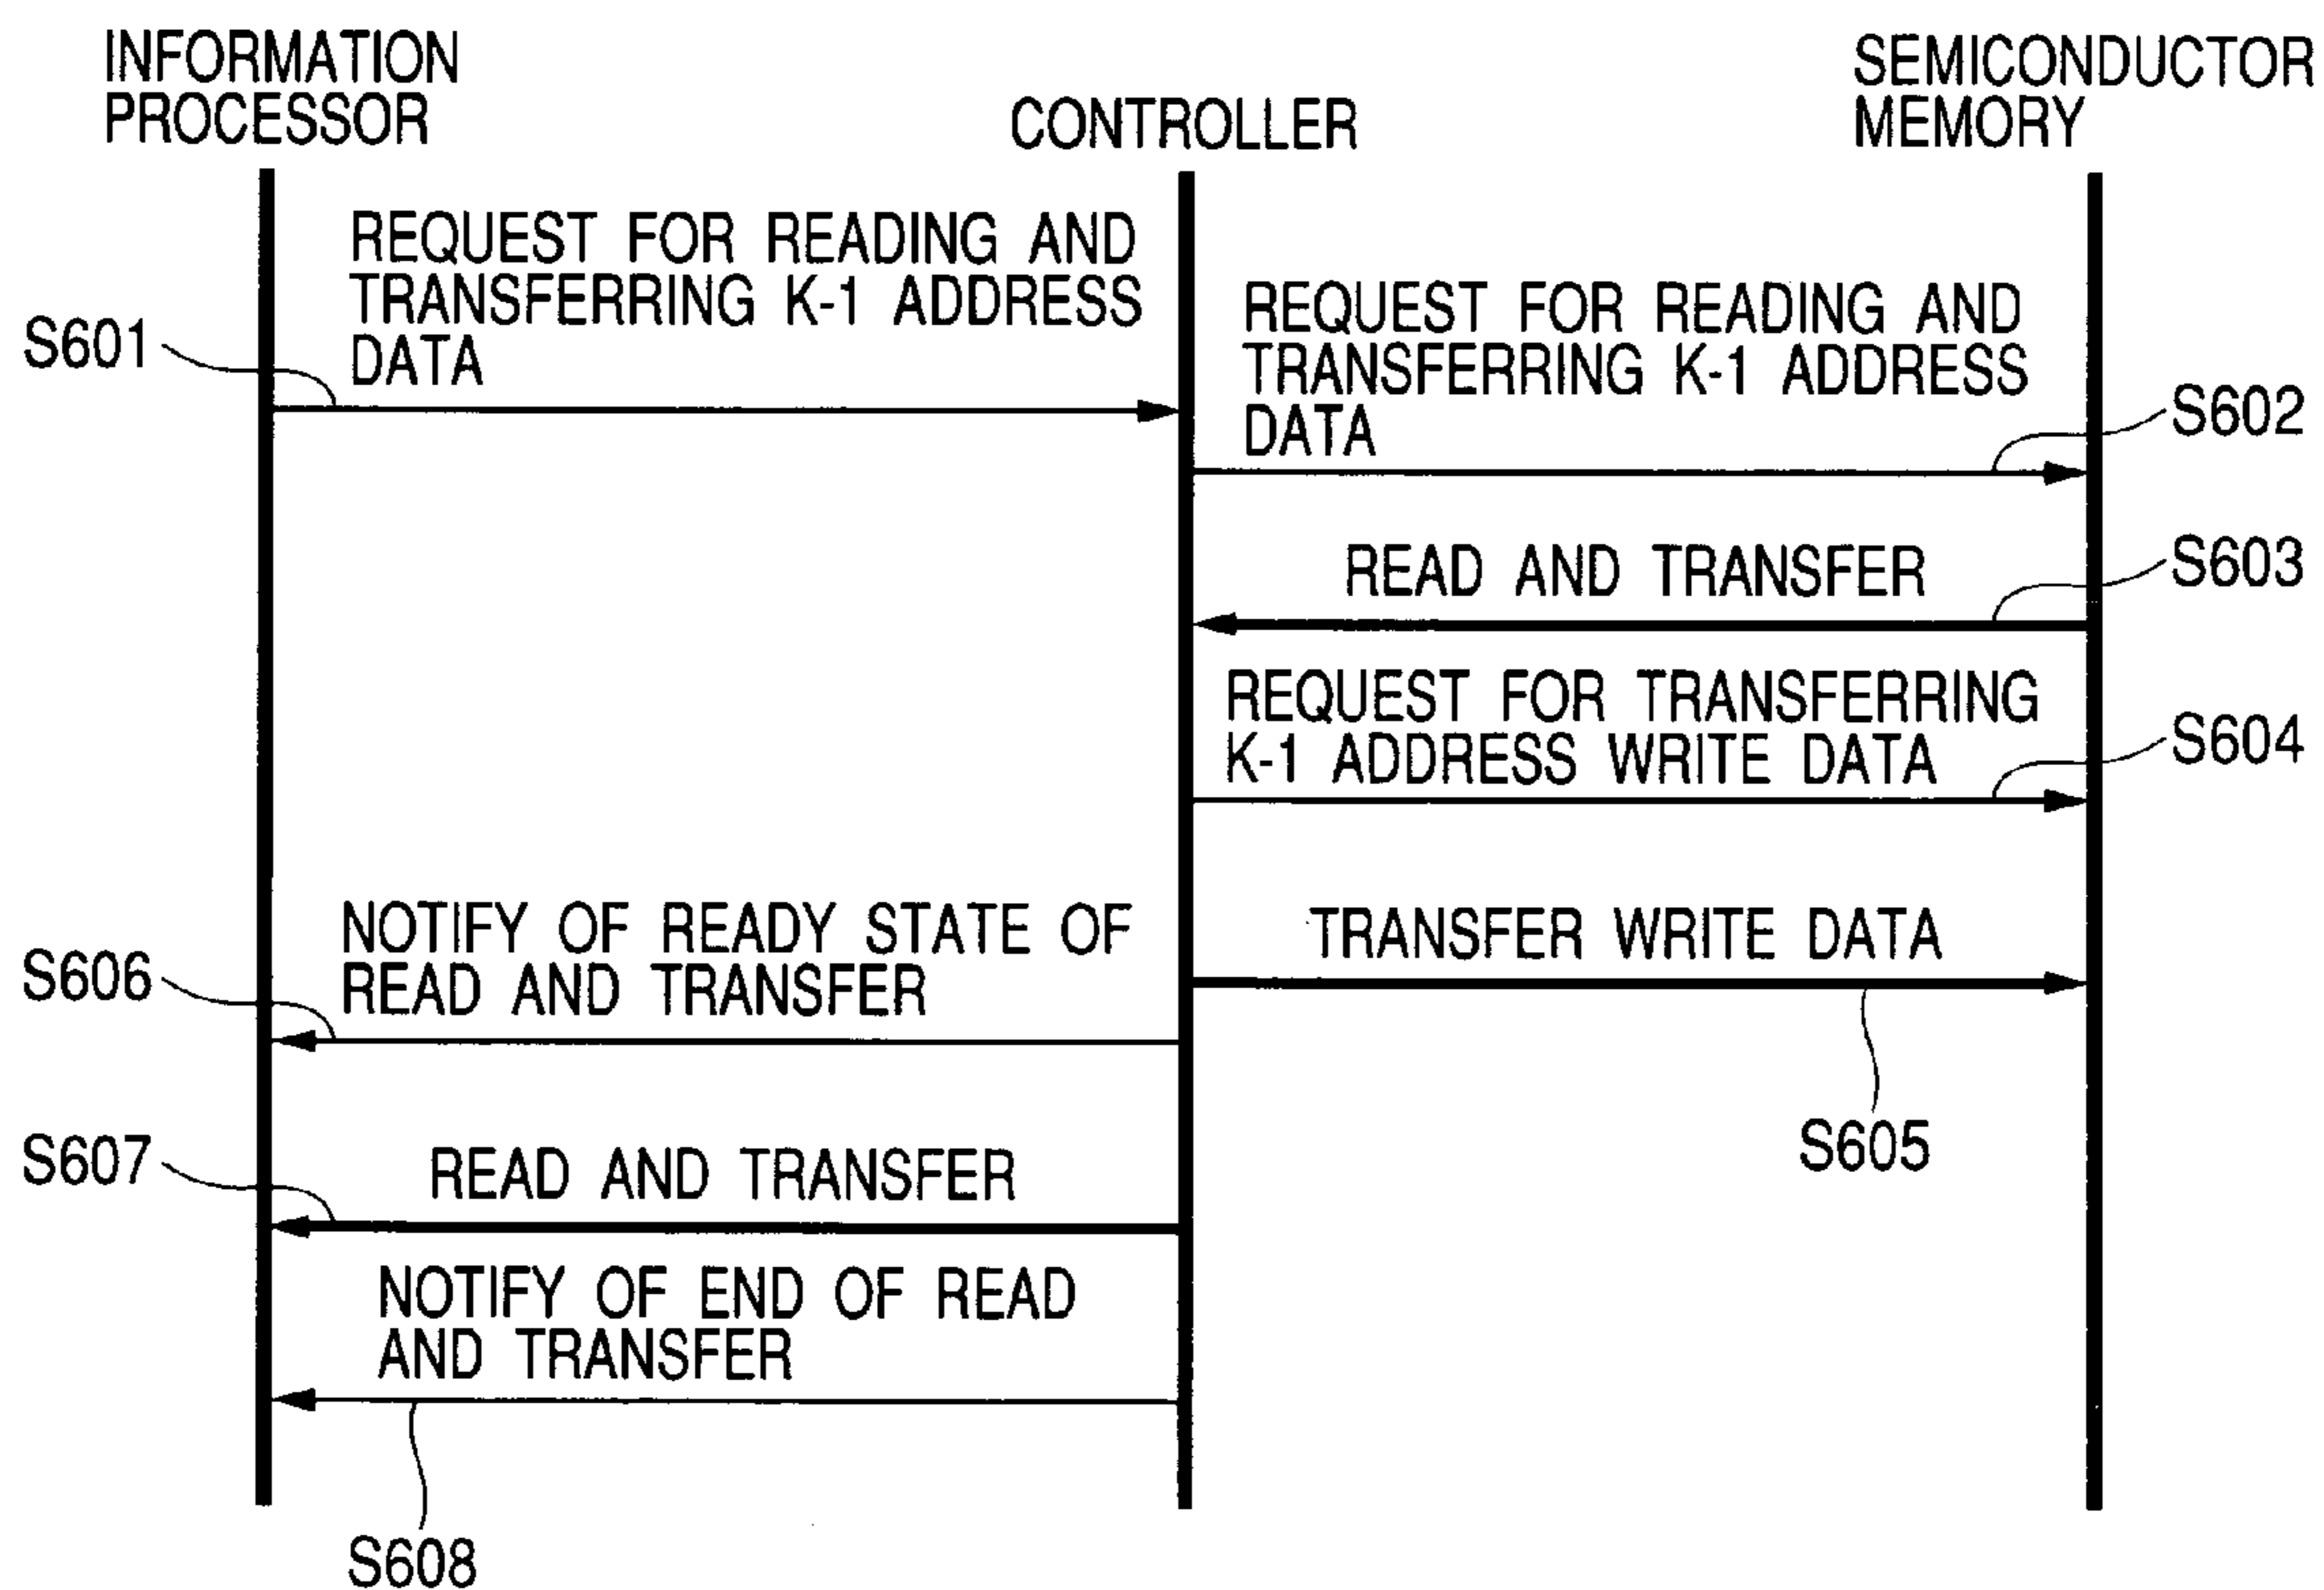 INFORMATION
PROCESSOR
CONTROLLER
SEMICONDUCTOR
MEMORY
REQUEST FOR READING AND
TRANSFERRING K-1 ADDRESS
DATA
S601
REQUEST FOR READING AND
TRANSFERRING K-1 ADDRESS
DATA
S602
READ AND TRANSFER
S603
REQUEST FOR TRANSFERRING
K-1 ADDRESS WRITE DATA
S604
NOTIFY OF READY STATE OF
READ AND TRANSFER
S606
TRANSFER WRITE DATA
S605
S607
READ AND TRANSFER
NOTIFY OF END OF READ
AND TRANSFER
S608